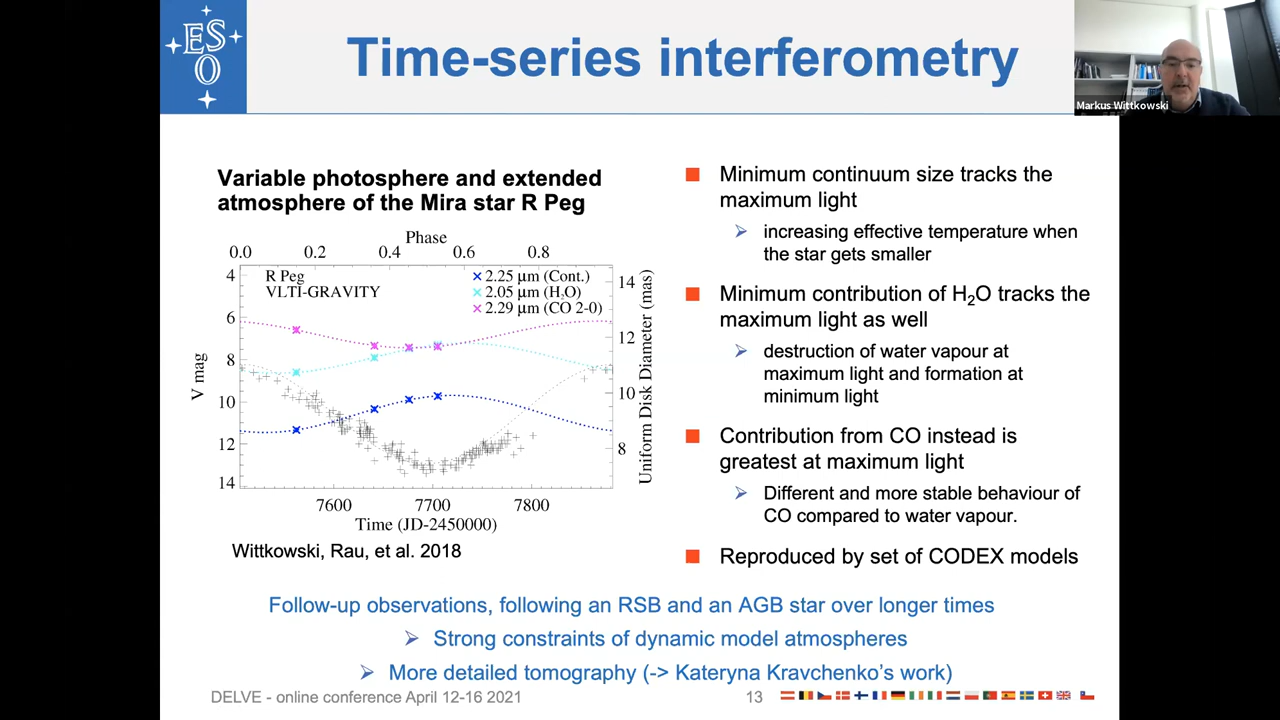 ES
O
Time-series interferometry
Markus Wittkowski
Variable photosphere and extended
atmosphere of the Mira star R Peg
Phase
0.0 0.2 0.4 0.6 0.8
R Peg
VLTI-GRAVITY
2.25 μm (Cont.)
2.05 μm (H₂O)
2.29 μm (CO 2-0)
4
6
8
10
12
14
V mag
14
12
10
8
Uniform Disk Diameter (mas)
7600 7700 7800
Time (JD-2450000)
Wittkowski, Rau, et al. 2018
Minimum continuum size tracks the
maximum light
increasing effective temperature when
the star gets smaller
Minimum contribution of H₂O tracks the
maximum light as well
destruction of water vapour at
maximum light and formation at
minimum light
Contribution from CO instead is
greatest at maximum light
Different and more stable behaviour of
CO compared to water vapour.
Reproduced by set of CODEX models
Follow-up observations, following an RSB and an AGB star over longer times
Strong constraints of dynamic model atmospheres
More detailed tomography (-> Kateryna Kravchenko's work)
DELVE - online conference April 12-16 2021
13